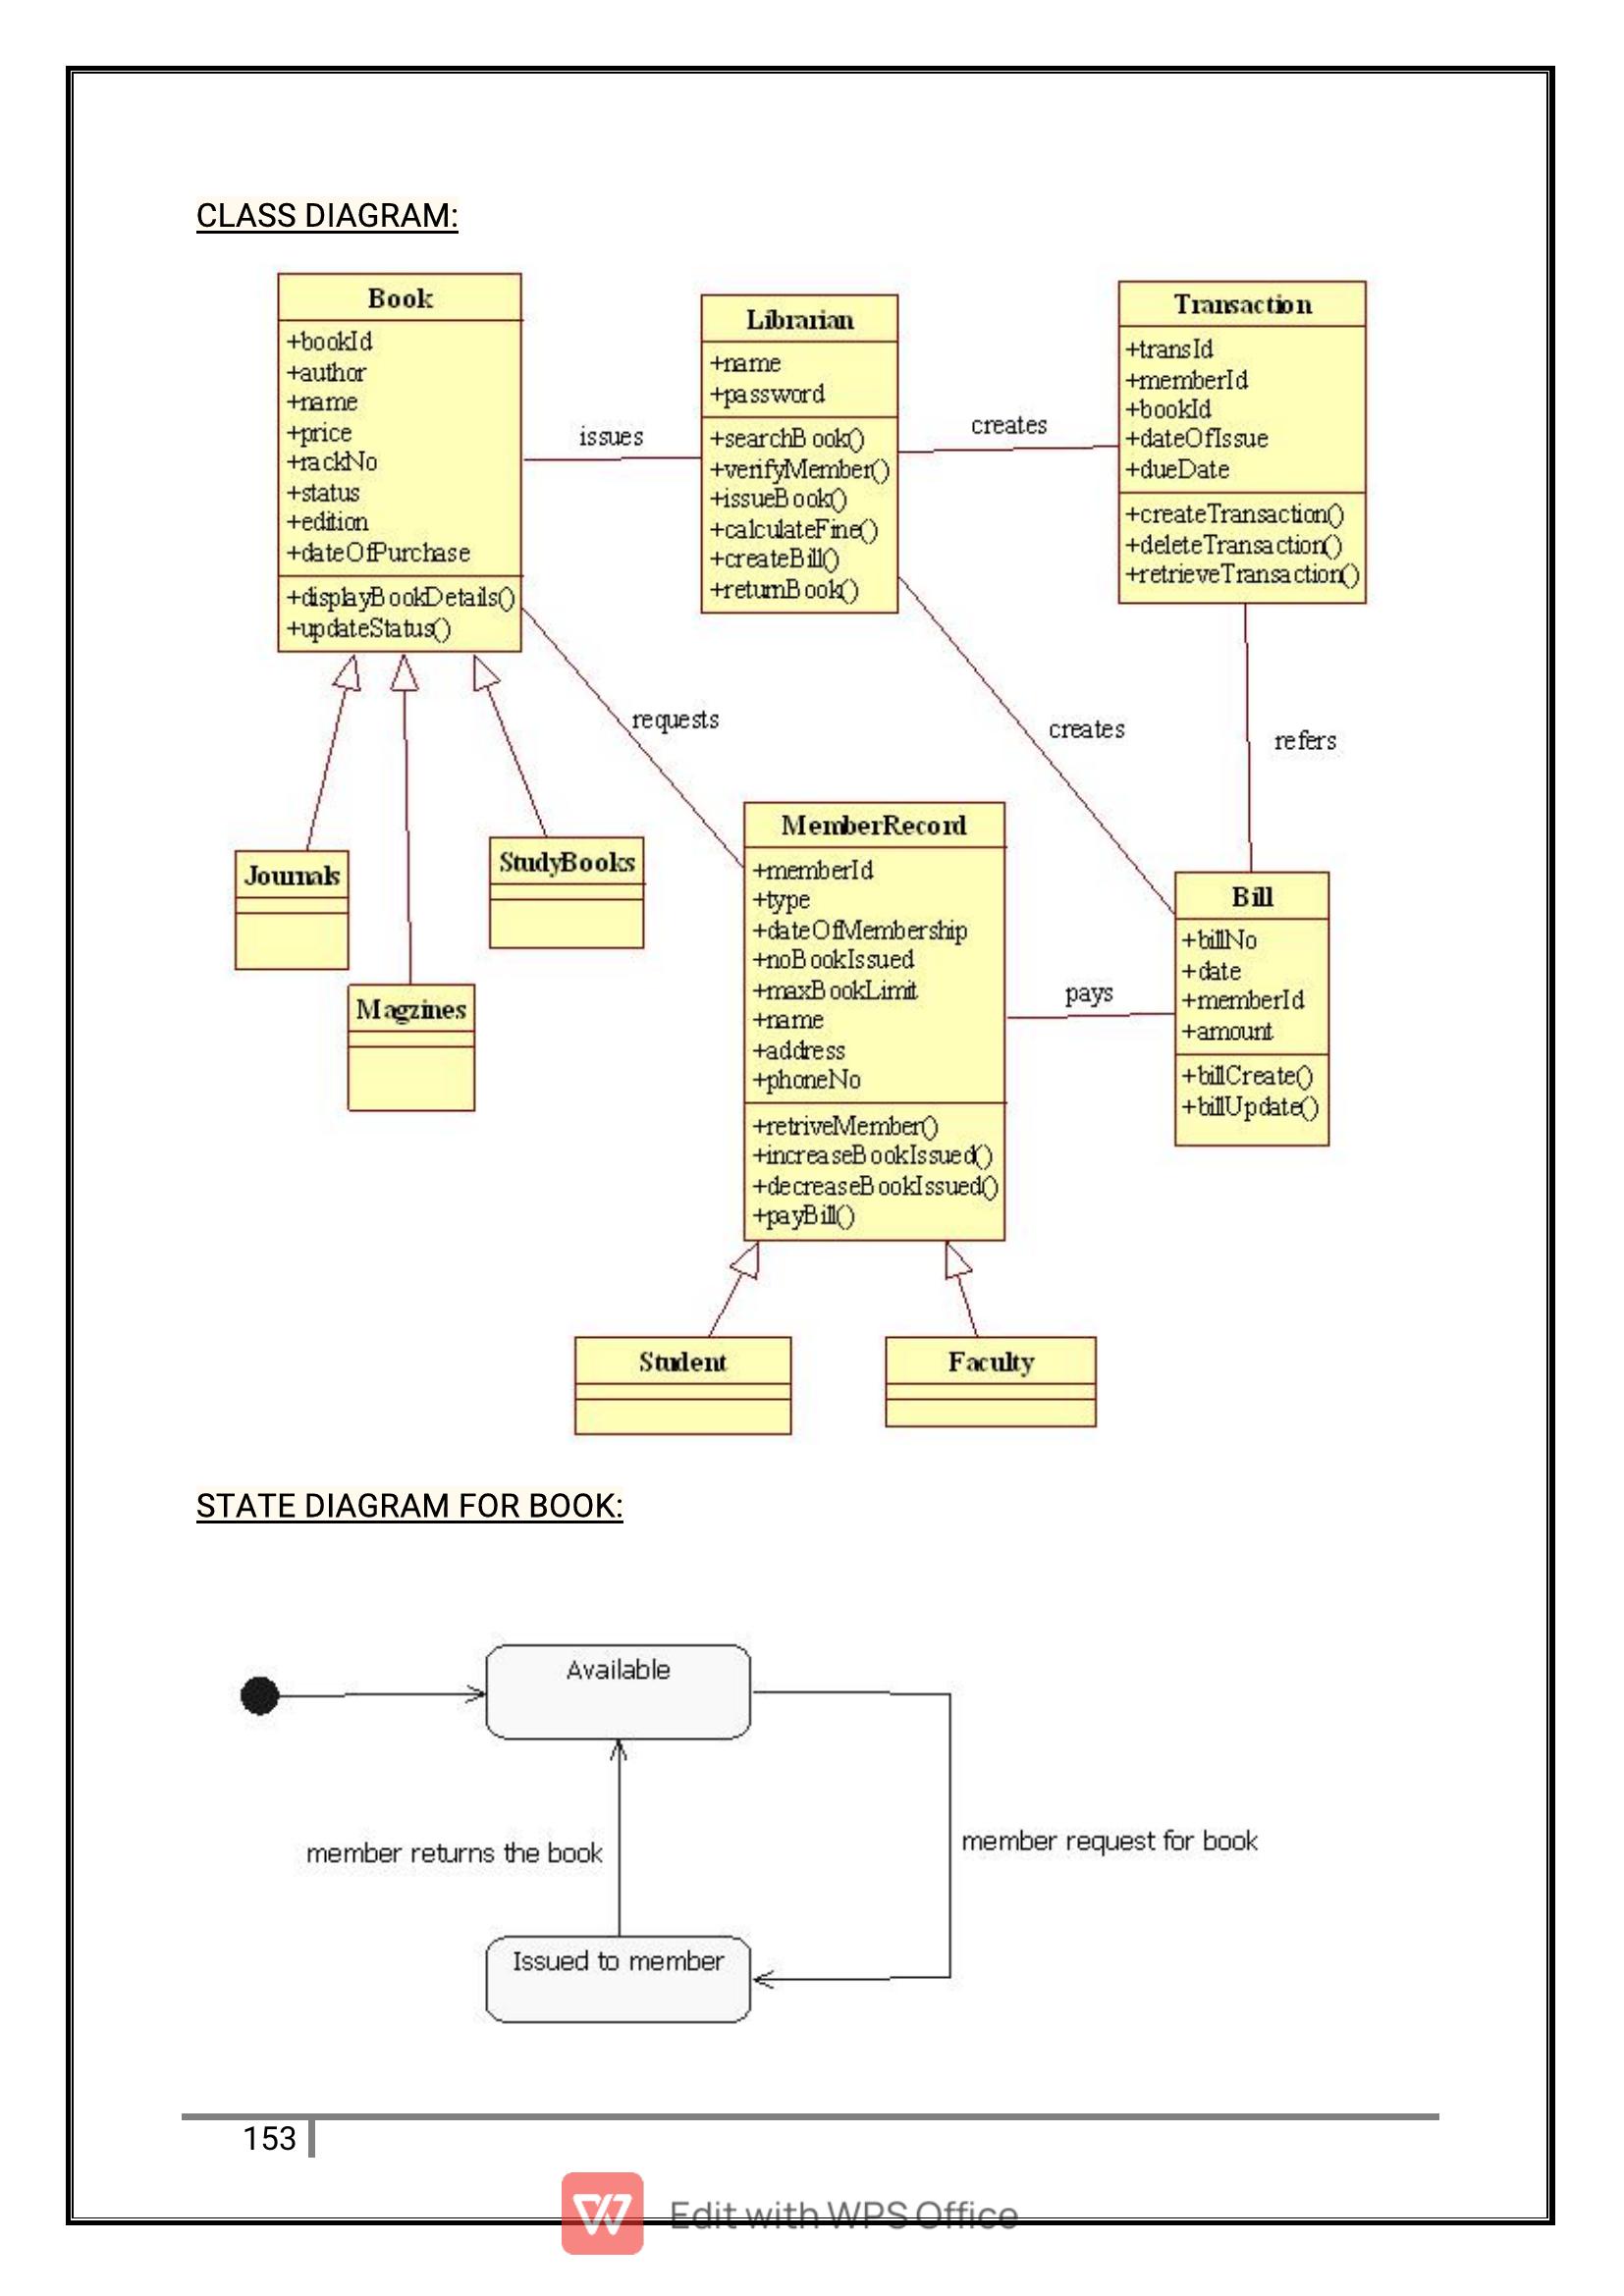 CLASS DIAGRAM:
Book
+bookId
+author
+name
+price
+rackNo
+status
+edition
+dateOfPurchase
+displayBookDetails()
+updateStatus()
issues
Librarian
+name
+password
+searchBook()
+verifyMember()
+issueBook()
+calculateFine()
+createBill()
+returnBook()
creates
Transaction
+transId
+memberId
+bookId
+dateOfIssue
+dueDate
+createTransaction()
+deleteTransaction()
+retrieveTransaction()
requests
creates
refers
Journals
Magzines
StudyBooks
MemberRecord
+memberId
+type
+dateOfMembership
+noBookIssued
+maxBookLimit
+name
+address
+phoneNo
+retriveMember()
+increaseBookIssued()
+decreaseBookIssued()
+payBill()
pays
Bill
+billNo
+date
+memberId
+amount
+billCreate()
+billUpdate()
Student
Faculty
STATE DIAGRAM FOR BOOK:
Available
member returns the book
member request for book
Issued to member
153
Edit with WPS Office